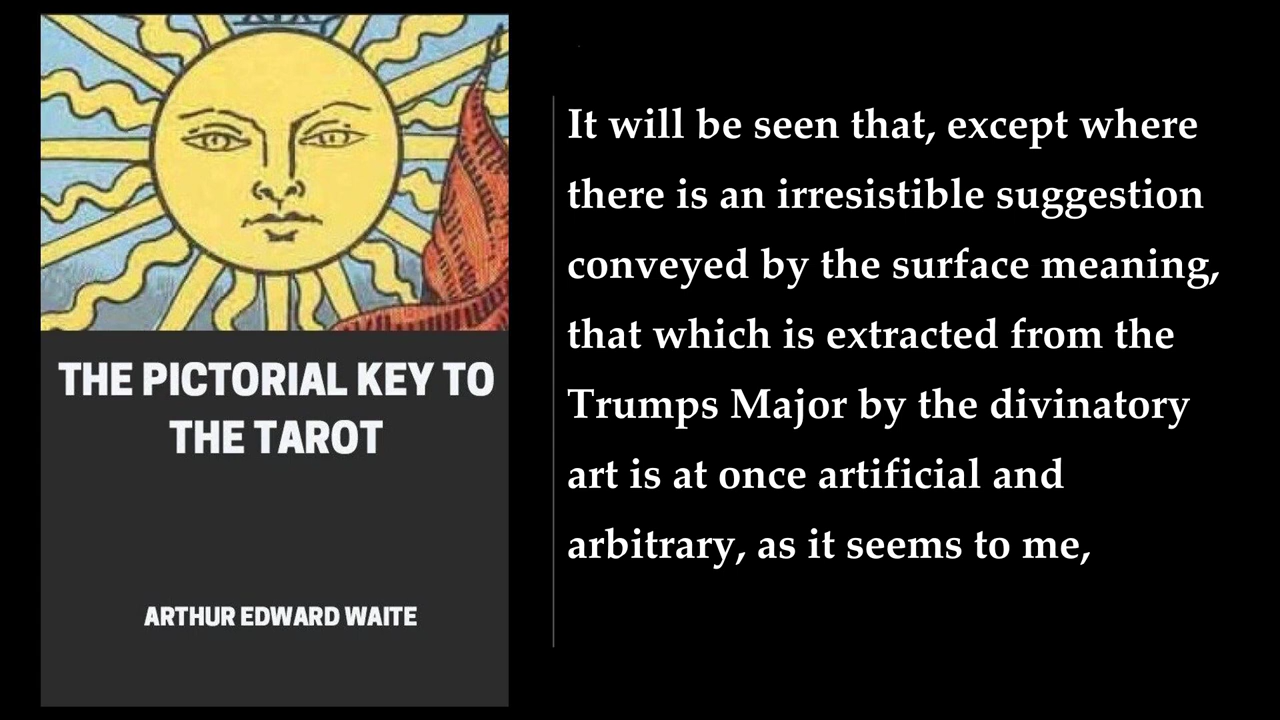 XIX
THE PICTORIAL KEY TO
THE TAROT
ARTHUR EDWARD WAITE
It will be seen that, except where
there is an irresistible suggestion
conveyed by the surface meaning,
that which is extracted from the
Trumps Major by the divinatory
art is at once artificial and
arbitrary, as it seems to me,